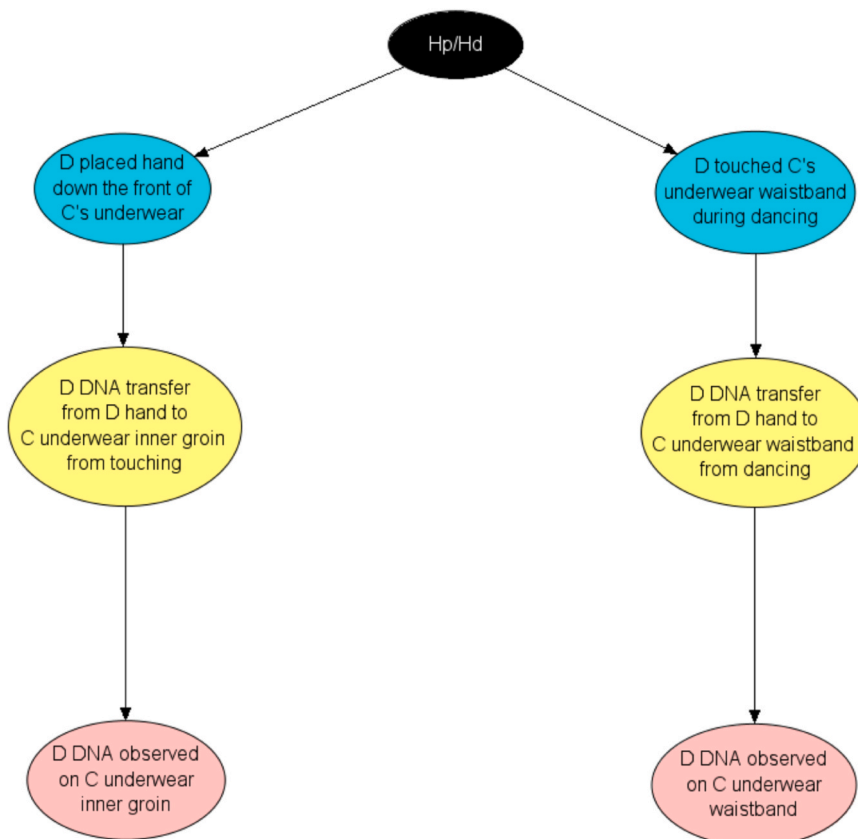 Hp/Hd
D placed hand
down the front of
C's underwear
D touched C's
underwear waistband
during dancing
D DNA transfer
from D hand to
C underwear inner groin
from touching
D DNA transfer
from D hand to
C underwear waistband
from dancing
D DNA observed
on C underwear
inner groin
D DNA observed
on C underwear
waistband